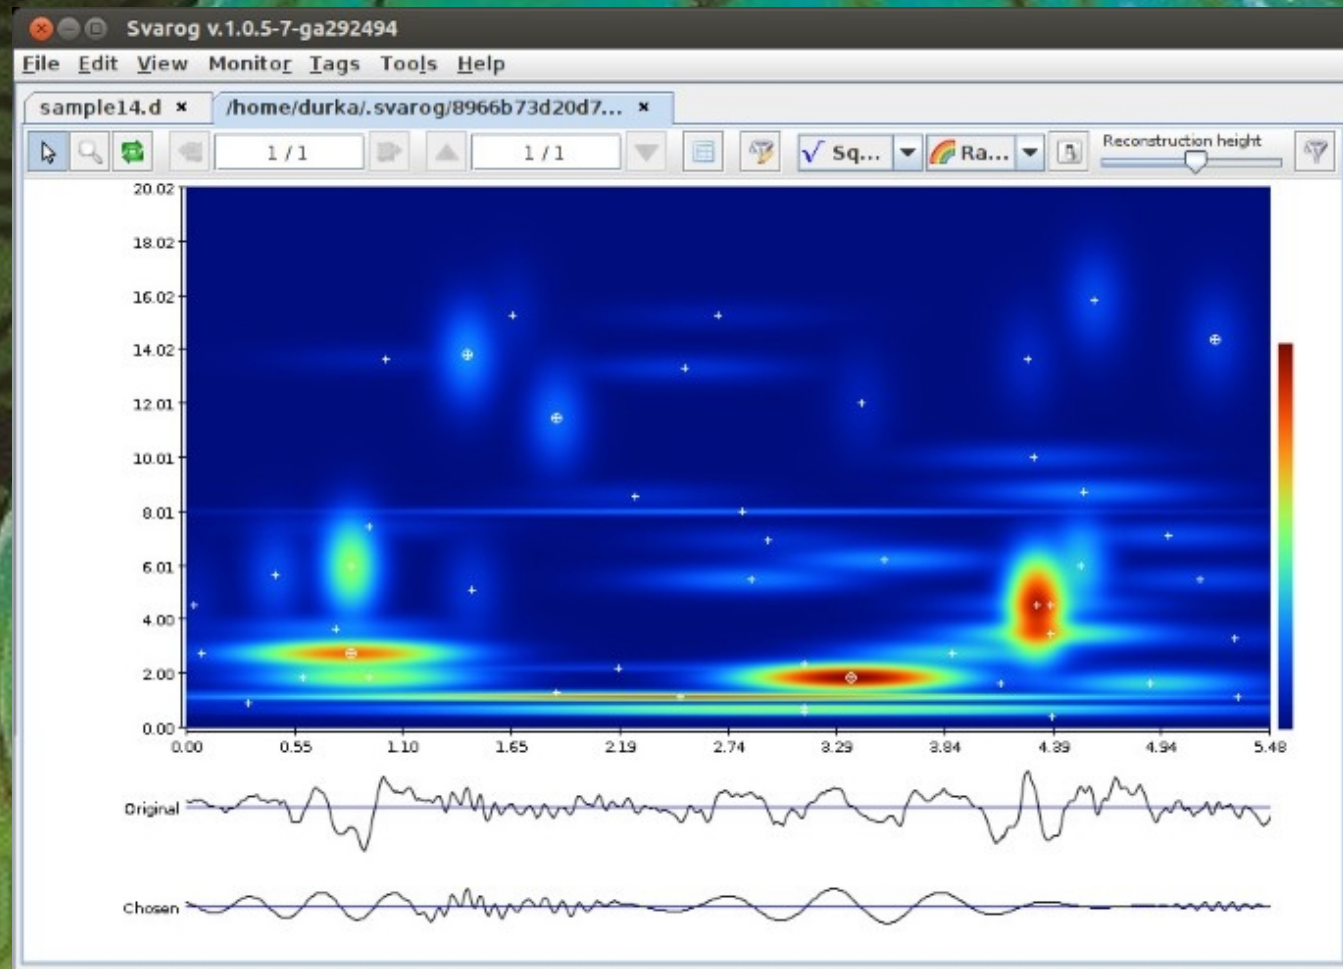 Svarog v.1.0.5-7-ga292494
File Edit View Monitor Tags Tools Help
sample14.d × /home/durka/.svarog/8966b73d20d7... ×
1 / 1 1 / 1 Sq... Ra... Reconstruction height
20.02
18.02
16.02
14.02
12.01
10.01
8.01
6.01
4.00
2.00
0.00
0.00 0.55 1.10 1.65 2.19 2.74 3.29 3.84 4.39 4.94 5.48
Original
Chosen